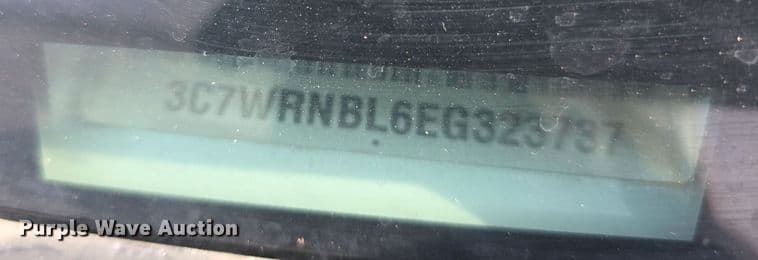 3C7WRNBL6EG323737
Purple Wave Auction